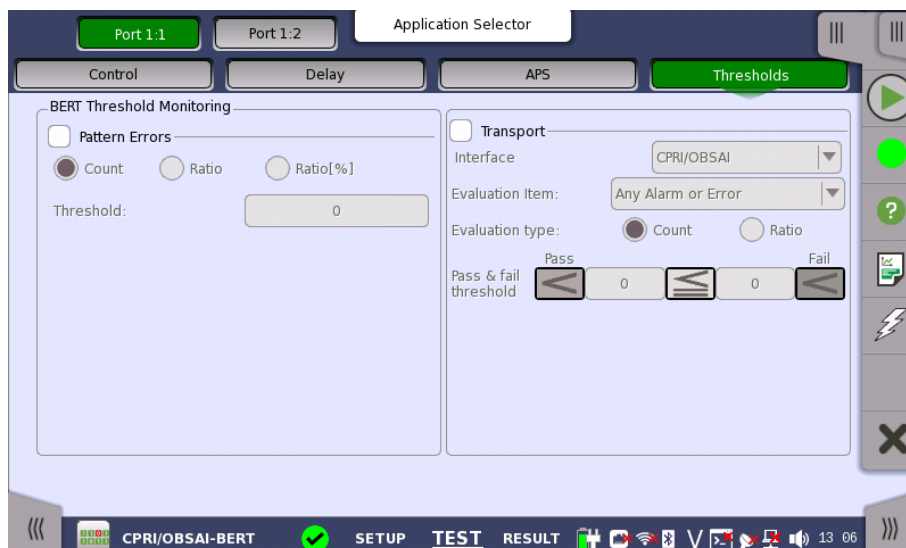 Application Selector
Port 1:1 Port 1:2
Control Delay APS Thresholds
BERT Threshold Monitoring
Pattern Errors
Count Ratio Ratio[%]
Threshold: 0
Transport
Interface CPRI/OBSAI
Evaluation Item: Any Alarm or Error
Evaluation type: Count Ratio
Pass Fail
Pass & fail
threshold < 0 ≦ 0 <
CPRI/OBSAI-BERT SETUP TEST RESULT 13 06